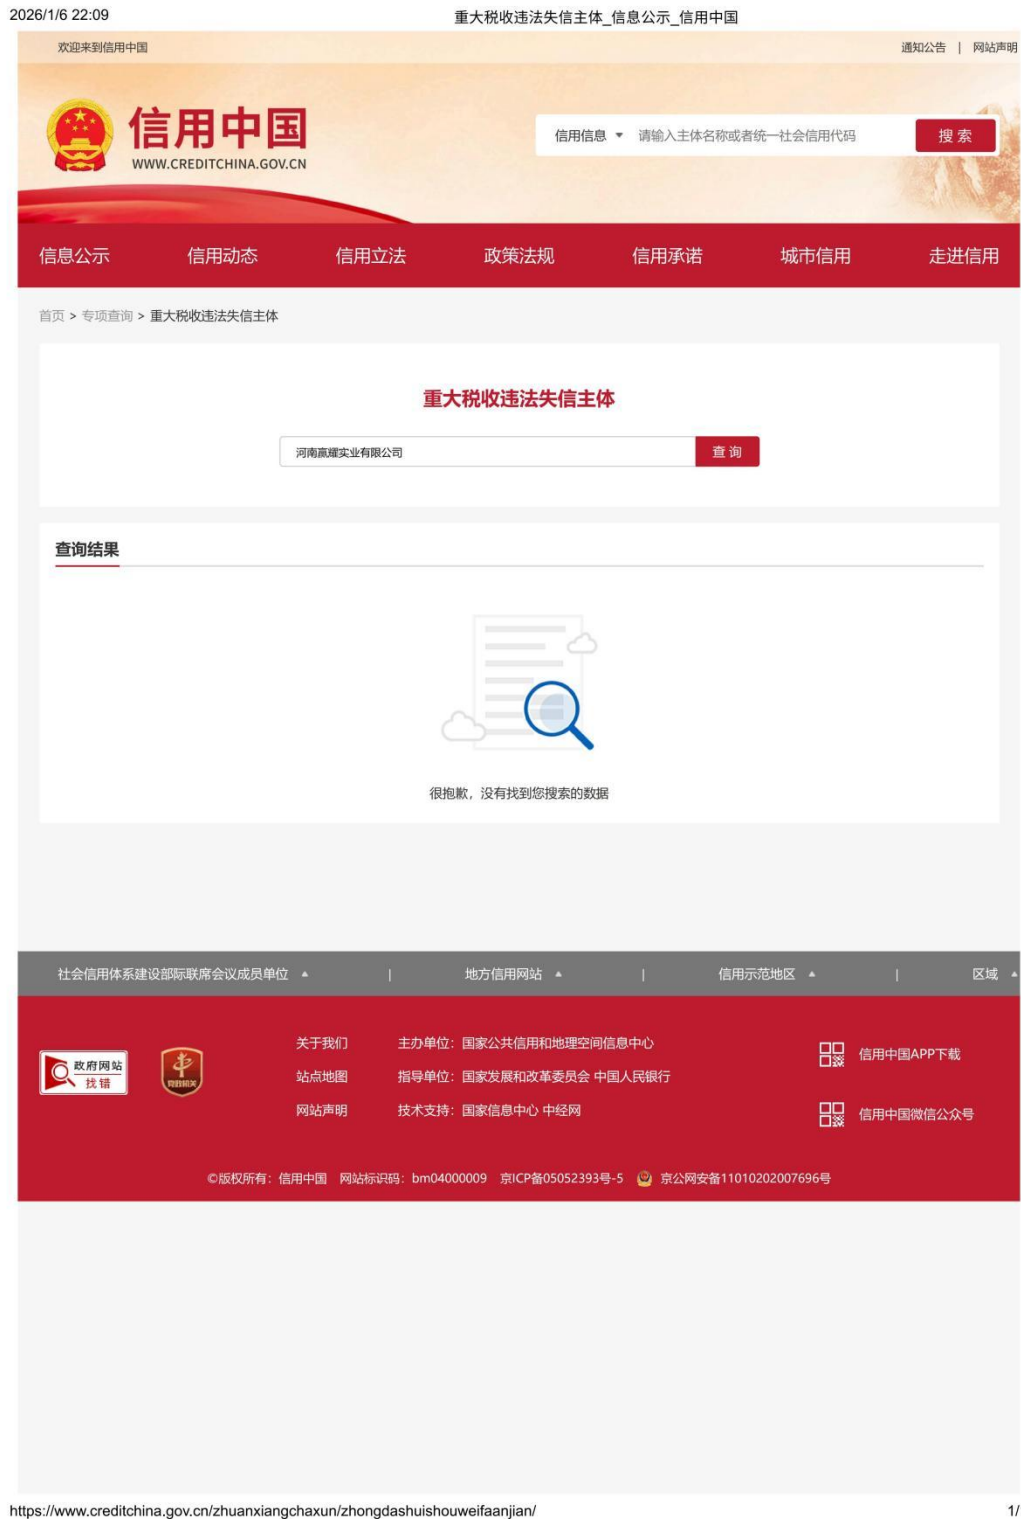 2026/1/6 22:09 重大税收违法失信主体_信息公示_信用中国
欢迎来到信用中国 通知公告 | 网站声明
信用中国
WWW.CREDITCHINA.GOV.CN
信用信息 请输入主体名称或者统一社会信用代码 搜 索
信息公示 信用动态 信用立法 政策法规 信用承诺 城市信用 走进信用
首页 > 专项查询 > 重大税收违法失信主体
重大税收违法失信主体
河南赢耀实业有限公司 查 询
查询结果
很抱歉，没有找到您搜索的数据
社会信用体系建设部际联席会议成员单位 | 地方信用网站 | 信用示范地区 | 区域
政府网站
找错
党政机关
关于我们 主办单位：国家公共信用和地理空间信息中心
站点地图 指导单位：国家发展和改革委员会 中国人民银行
网站声明 技术支持：国家信息中心 中经网
信用中国APP下载
信用中国微信公众号
©版权所有：信用中国 网站标识码：bm04000009 京ICP备05052393号-5 京公网安备11010202007696号
https://www.creditchina.gov.cn/zhuanxiangchaxun/zhongdashuishouweifaanjian/ 1/